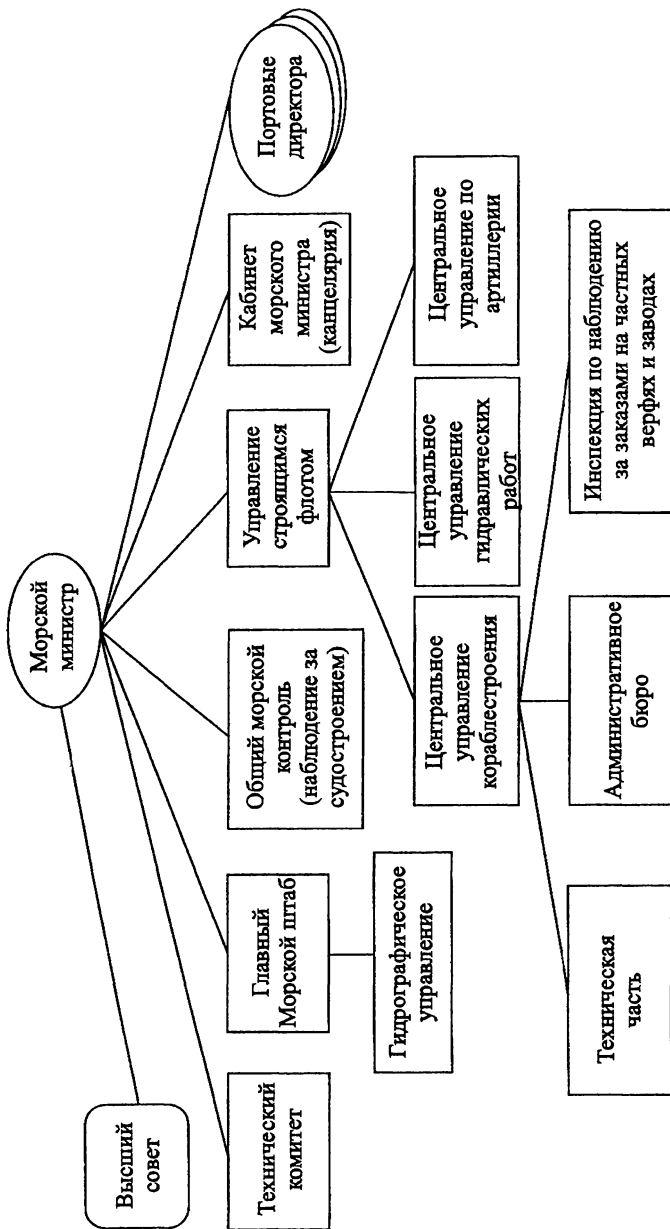 Морской
министр
Высший
совет
Технический
комитет
Главный
Морской штаб
Общий морской
контроль
(наблюдение за
судостроением)
Управление
строящимся
флотом
Кабинет
морского
министра
(канцелярия)
Портовые
директора
Гидрографическое
управление
Центральное
управление
кораблестроения
Центральное
управление
гидравлических
работ
Центральное
управление по
артиллерии
Техническая
часть
Административное
бюро
Инспекция по наблюдению
за заказами на частных
верфях и заводах